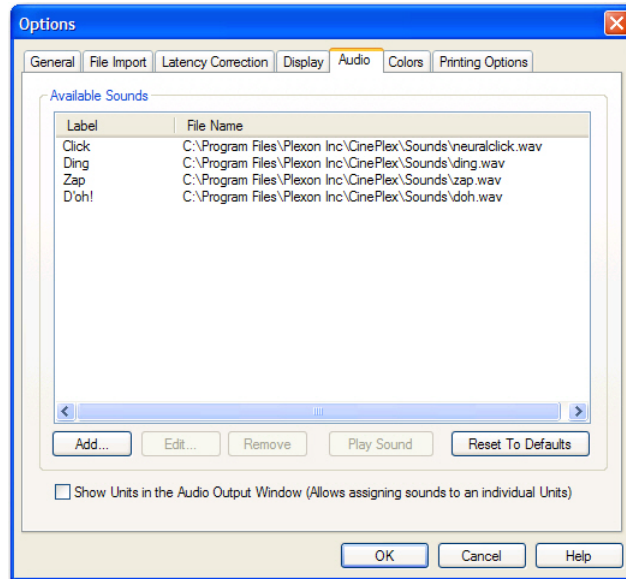 Options
General File Import Latency Correction Display Audio Colors Printing Options
Available Sounds
Label File Name
Click C:\Program Files\Plexon Inc\CinePlex\Sounds\neuralclick.wav
Ding C:\Program Files\Plexon Inc\CinePlex\Sounds\ding.wav
Zap C:\Program Files\Plexon Inc\CinePlex\Sounds\zap.wav
D'oh! C:\Program Files\Plexon Inc\CinePlex\Sounds\doh.wav
Add... Edit... Remove Play Sound Reset To Defaults
Show Units in the Audio Output Window (Allows assigning sounds to an individual Units)
OK Cancel Help